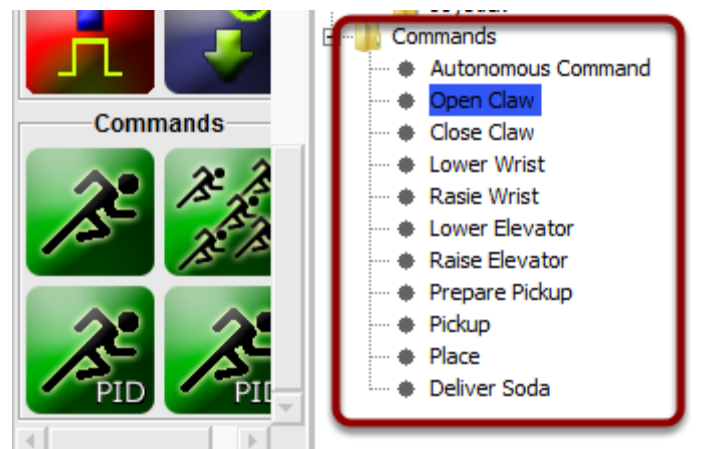 Commands
PID
Commands
Autonomous Command
Open Claw
Close Claw
Lower Wrist
Rasie Wrist
Lower Elevator
Raise Elevator
Prepare Pickup
Pickup
Place
Deliver Soda